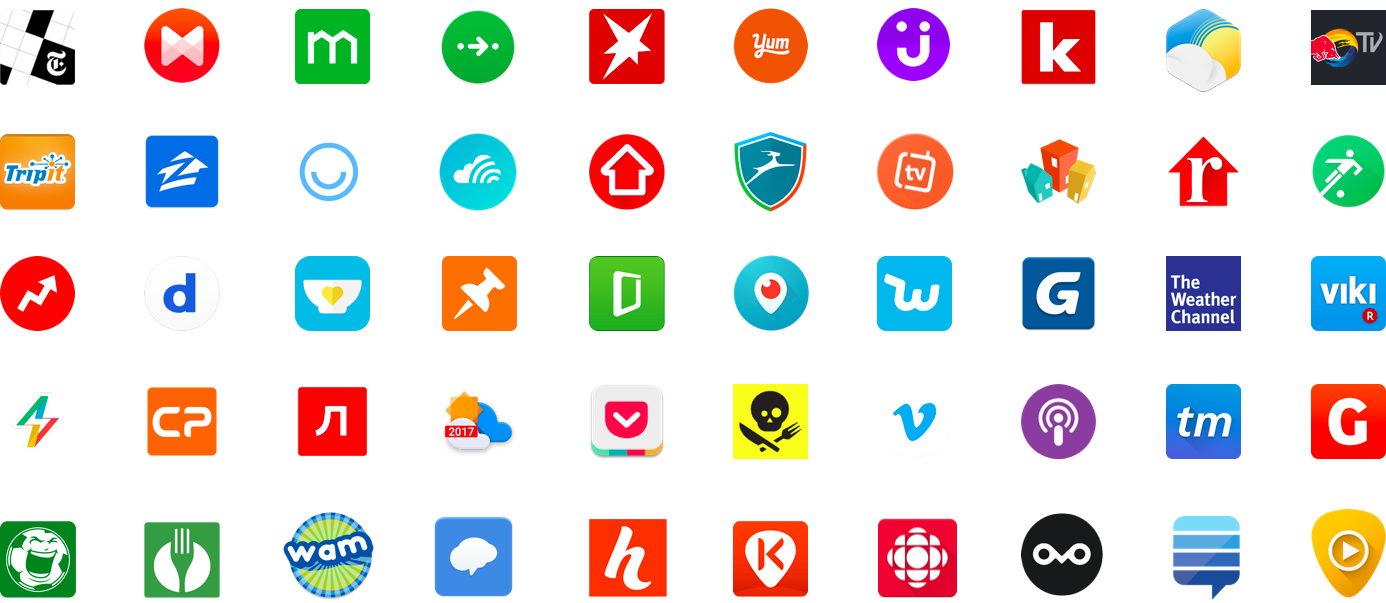 T
m
Yum
k
TV
TripIt
Z
tv
r
d
W
G
The
Weather
Channel
viki
R
CP
Л
2017
v
tm
G
wam
h
K